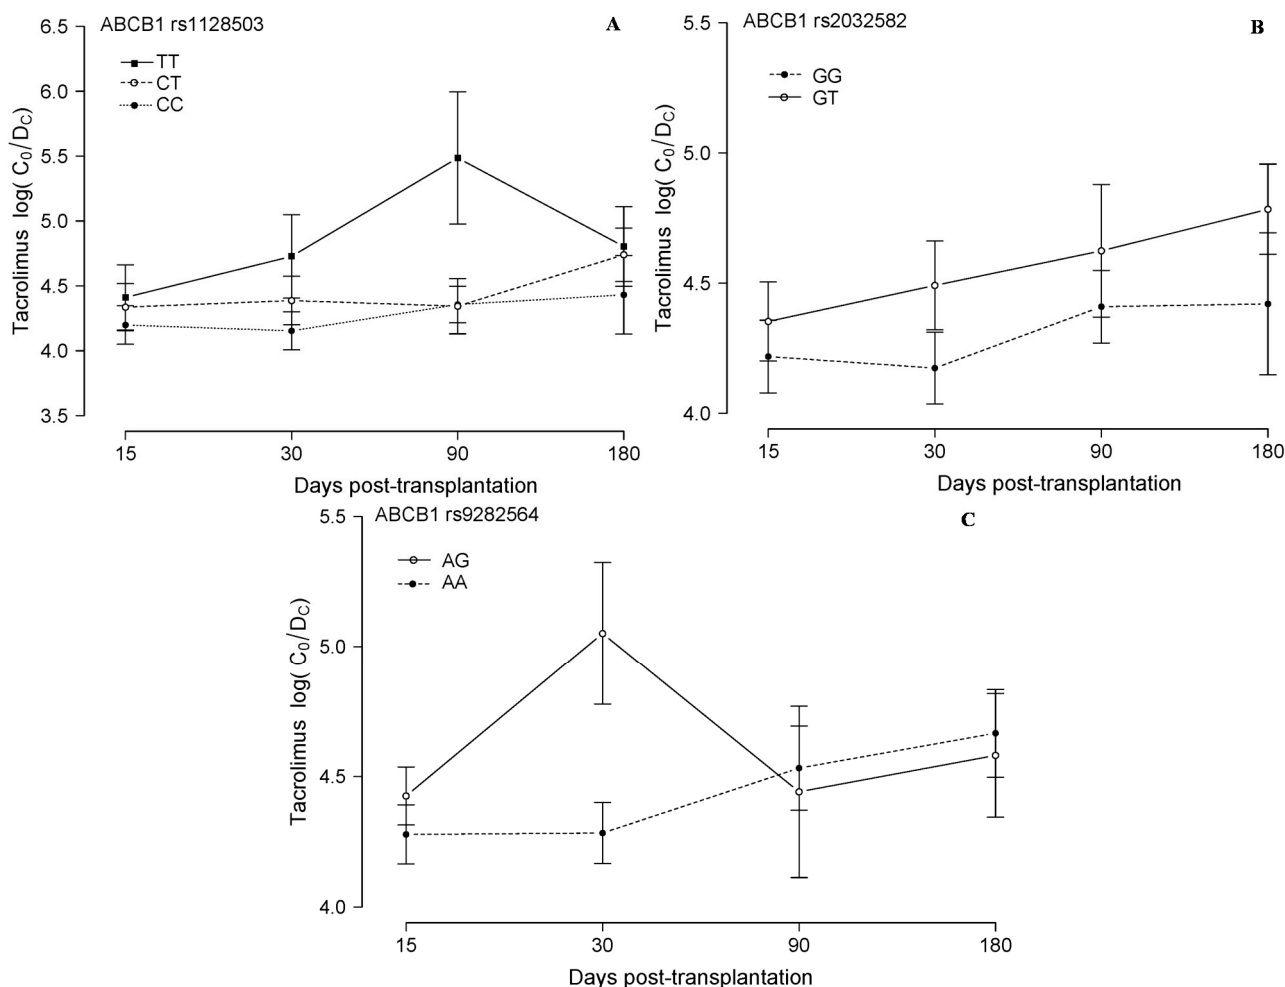 ABCB1 rs1128503
A
TT
CT
CC
6.5
6.0
5.5
5.0
4.5
4.0
3.5
Tacrolimus log( C0/DC)
15 30 90 180
Days post-transplantation
ABCB1 rs2032582
B
GG
GT
5.5
5.0
4.5
4.0
Tacrolimus log( C0/DC)
15 30 90 180
Days post-transplantation
ABCB1 rs9282564
C
AG
AA
5.5
5.0
4.5
4.0
Tacrolimus log( C0/DC)
15 30 90 180
Days post-transplantation